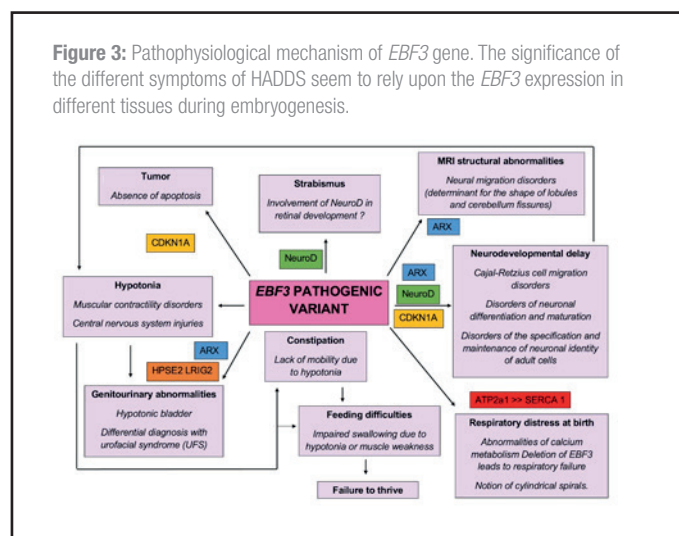 Figure 3: Pathophysiological mechanism of EBF3 gene. The significance of
the different symptoms of HADDS seem to rely upon the EBF3 expression in
different tissues during embryogenesis.
Tumor
Absence of apoptosis
Strabismus
Involvement of NeuroD in
retinal development ?
MRI structural abnormalities
Neural migration disorders
(determinant for the shape of lobules
and cerebellum fissures)
CDKN1A
NeuroD
ARX
Hypotonia
Muscular contractility disorders
Central nervous system injuries
EBF3 PATHOGENIC
VARIANT
ARX
NeuroD
CDKN1A
Neurodevelopmental delay
Cajal-Retzius cell migration
disorders
Disorders of neuronal
differentiation and maturation
Disorders of the specification and
maintenance of neuronal identity
of adult cells
ARX
HPSE2 LRIG2
Constipation
Lack of mobility due
to hypotonia
Genitourinary abnormalities
Hypotonic bladder
Differential diagnosis with
urofacial syndrome (UFS)
Feeding difficulties
Impaired swallowing due to
hypotonia or muscle weakness
Failure to thrive
ATP2a1 >> SERCA 1
Respiratory distress at birth
Abnormalities of calcium
metabolism Deletion of EBF3
leads to respiratory failure
Notion of cylindrical spirals.